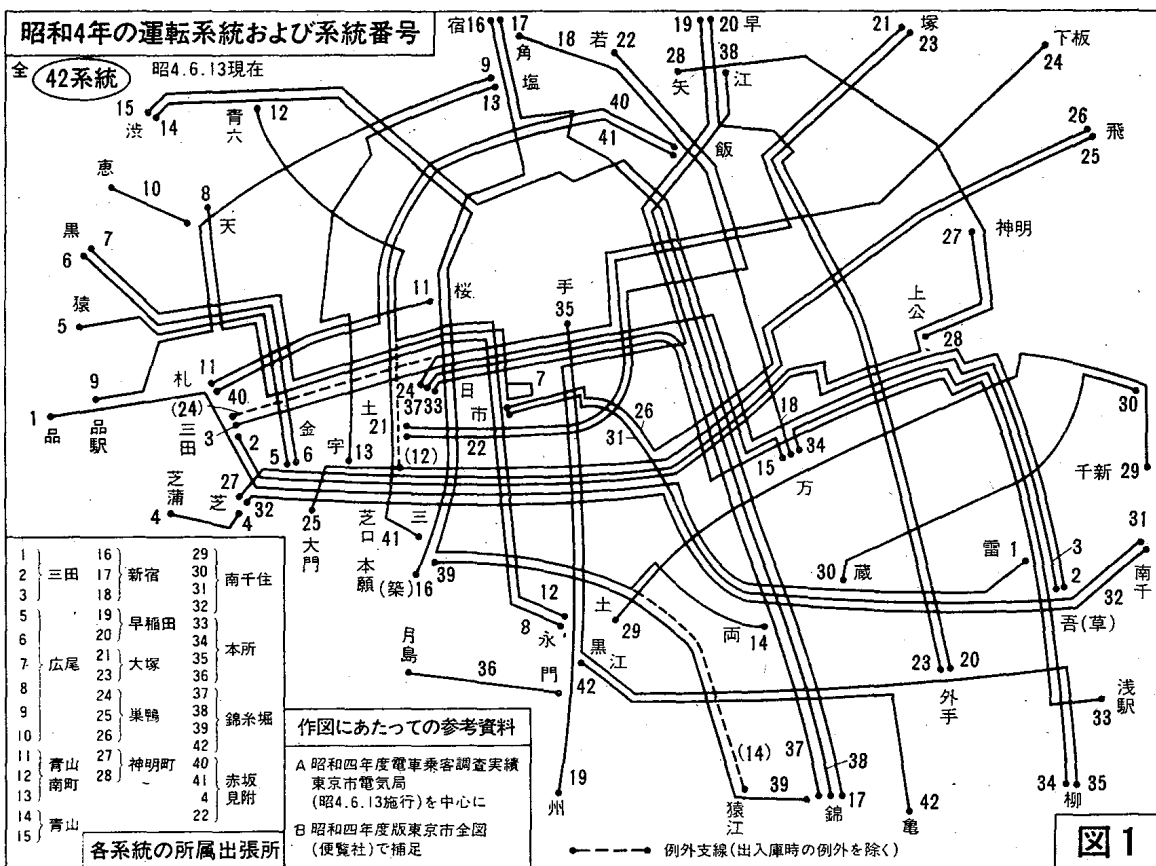 昭和4年の運転系統および系統番号
全 42系統 昭4.6.13現在
宿16 17
角
塩
18
若
22
19 20 早
28
矢
38
江
21
塚
23
下板
24
9
13
15
渋
14
青六
12
40
41
飯
26
飛
25
恵
10
8
天
黒
7
6
猿
5
11
桜
手
35
神明
27
上公
28
9
品駅
1
品
札
11
40
(24)
三田
3
2
24
37 33
日
市
7
土
21
22
(12)
26
31
18
34
15
万
30
千新
29
金
5
6
宇
13
27
芝
32
芝蒲
4
4
25
大門
芝口
41
三
本願
(築)16
39
12
8
永
土
29
黒江
42
両
14
30
蔵
雷 1
3
2
吾(草)
31
32
南千
月島
36
門
23
20
外手
浅駅
33
(14)
猿江
39
37
38
錦
17
19
州
42
亀
34
35
柳
1
2 三田
3
5
6
7 広尾
8
9
10
11 青山
12 南町
13
14 青山
15
16
17 新宿
18
19 早稲田
20
21 大塚
23
24
25 巣鴨
26
27 神明町
28
29
30 南千住
31
32
33
34 本所
35
36
37
38 錦糸堀
39
42
40
41 赤坂
4 見附
22
各系統の所属出張所
作図にあたっての参考資料
A 昭和四年度電車乗客調査実績
東京市電気局
(昭4.6.13施行)を中心に
B 昭和四年度版東京市全図
(便覧社)で補足
例外支線(出入庫時の例外を除く)
図1